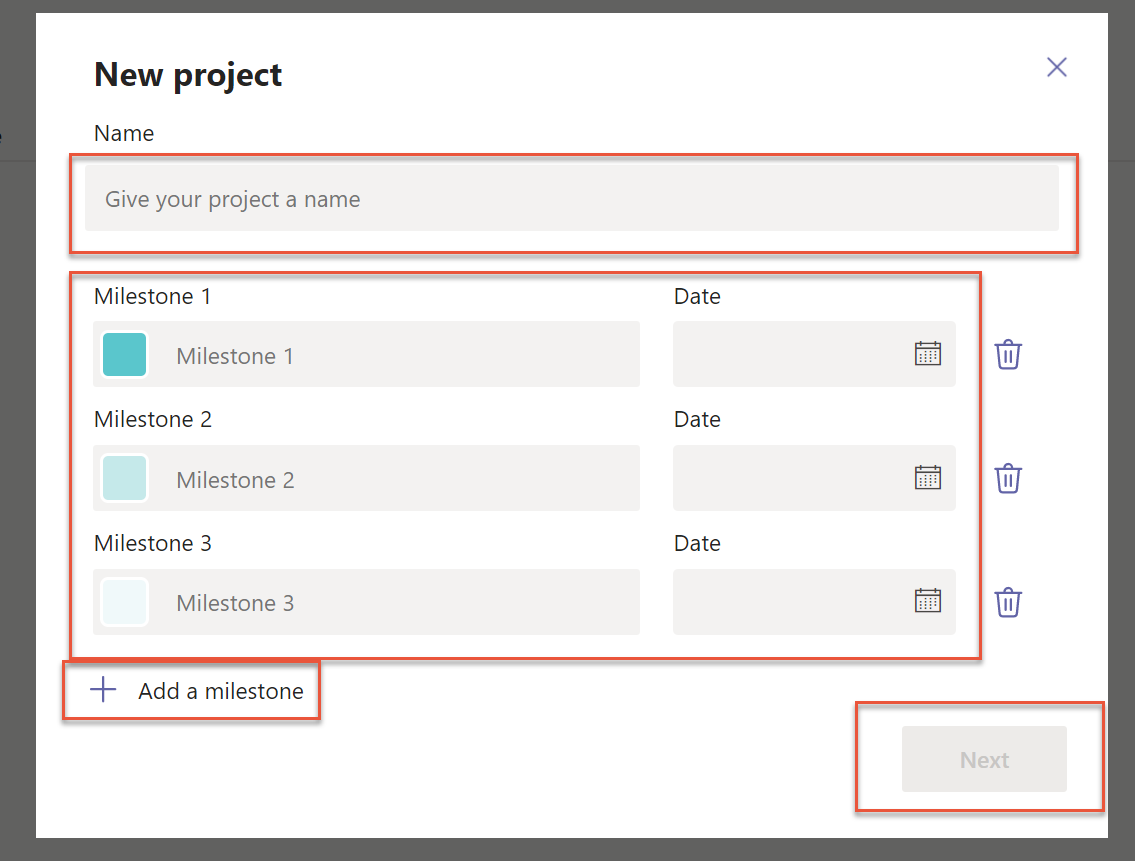 New project
Name
Give your project a name
Milestone 1 Date
Milestone 1
Milestone 2 Date
Milestone 2
Milestone 3 Date
Milestone 3
Add a milestone
Next